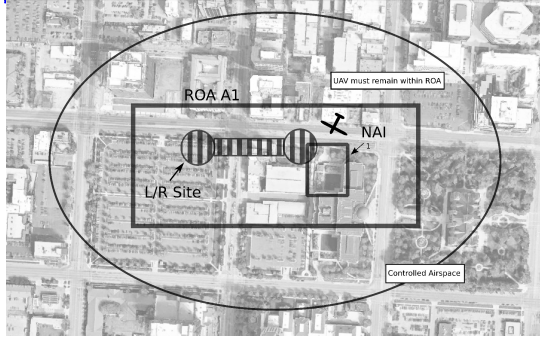 UAV must remain within ROA
ROA A1
NAI
1
L/R Site
Controlled Airspace